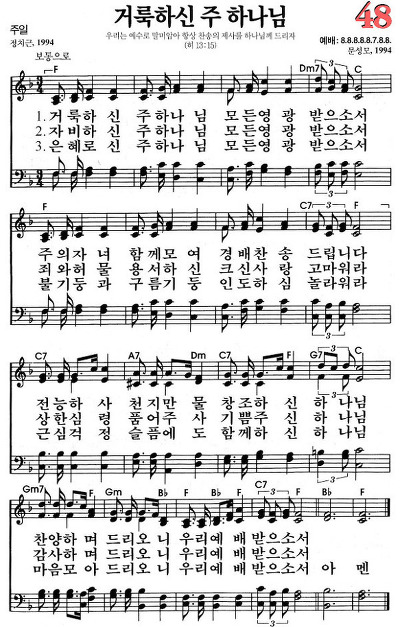 거룩하신 주 하나님
48
주일
정치근, 1994
우리는 예수로 말미암아 항상 찬송의 제사를 하나님께 드리자
(히 13:15)
예배: 8.8.8.8.8.7.8.8.
문성모, 1994
보통으로
F Dm7 C
1. 거룩하 신 주하나 님 모든영 광 받으소서
2. 자비하 신 주하나 님 모든영 광 받으소서
3. 은혜로 신주하나 님 모든영 광 받으소서
F C7 F
주의자 녀 함께모 여 경배찬 송 드립니다
죄와허 물 용서하 신 크신사 랑 고마워라
불기둥 과 구름기 둥 인도하 심 놀라워라
C7 A7 Dm C7 F G7 C
전능하 사 천지만 물 창조하 신 하나님
상한심 령 품어주 사 기쁨주 신 하나님
근심걱 정 슬픔에 도 함께하 신 하나님
Gm7 F Gm B♭ F B♭ F C7 F B♭ F
찬양하 며 드리오 니 우리예 배 받으소서
감사하 며 드리오 니 우리예 배 받으소서
마음모 아 드리오 니 우리예 배 받으소서 아 멘